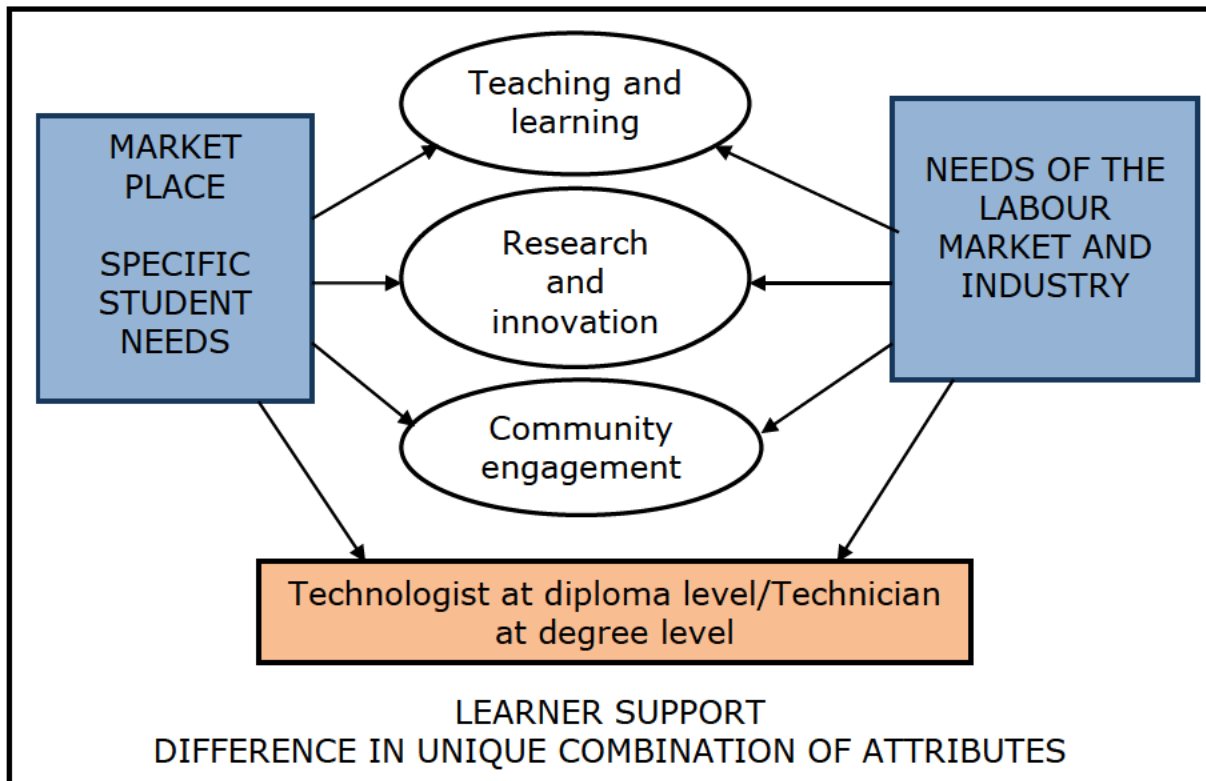 Teaching and
learning
MARKET
PLACE
SPECIFIC
STUDENT
NEEDS
Research
and
innovation
NEEDS OF THE
LABOUR
MARKET AND
INDUSTRY
Community
engagement
Technologist at diploma level/Technician
at degree level
LEARNER SUPPORT
DIFFERENCE IN UNIQUE COMBINATION OF ATTRIBUTES